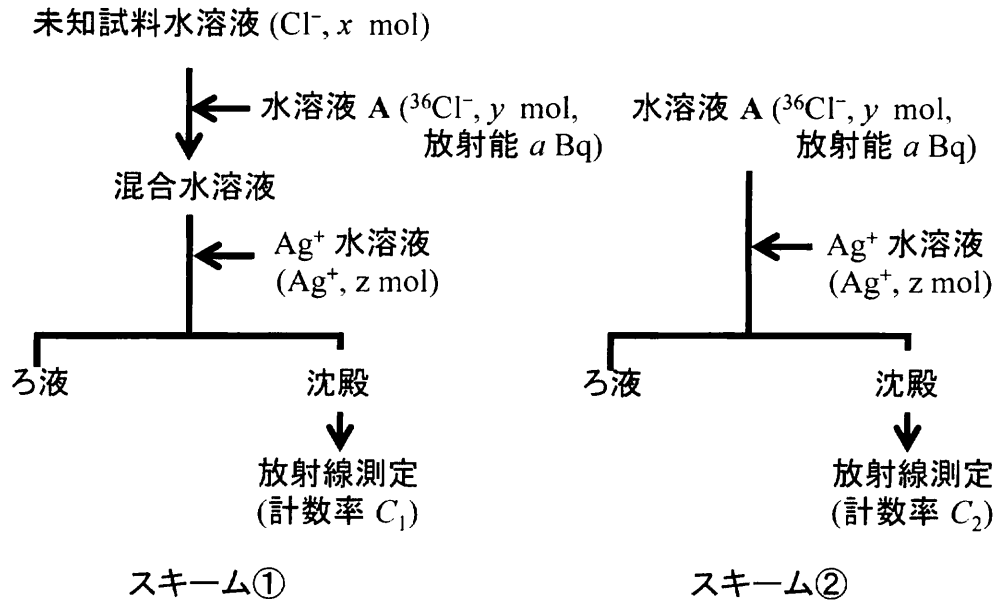 未知試料水溶液 (Cl⁻, x mol)
水溶液 A (³⁶Cl⁻, y mol,
放射能 a Bq)
混合水溶液
Ag⁺ 水溶液
(Ag⁺, z mol)
ろ液
沈殿
放射線測定
(計数率 C₁)
スキーム①
水溶液 A (³⁶Cl⁻, y mol,
放射能 a Bq)
Ag⁺ 水溶液
(Ag⁺, z mol)
ろ液
沈殿
放射線測定
(計数率 C₂)
スキーム②